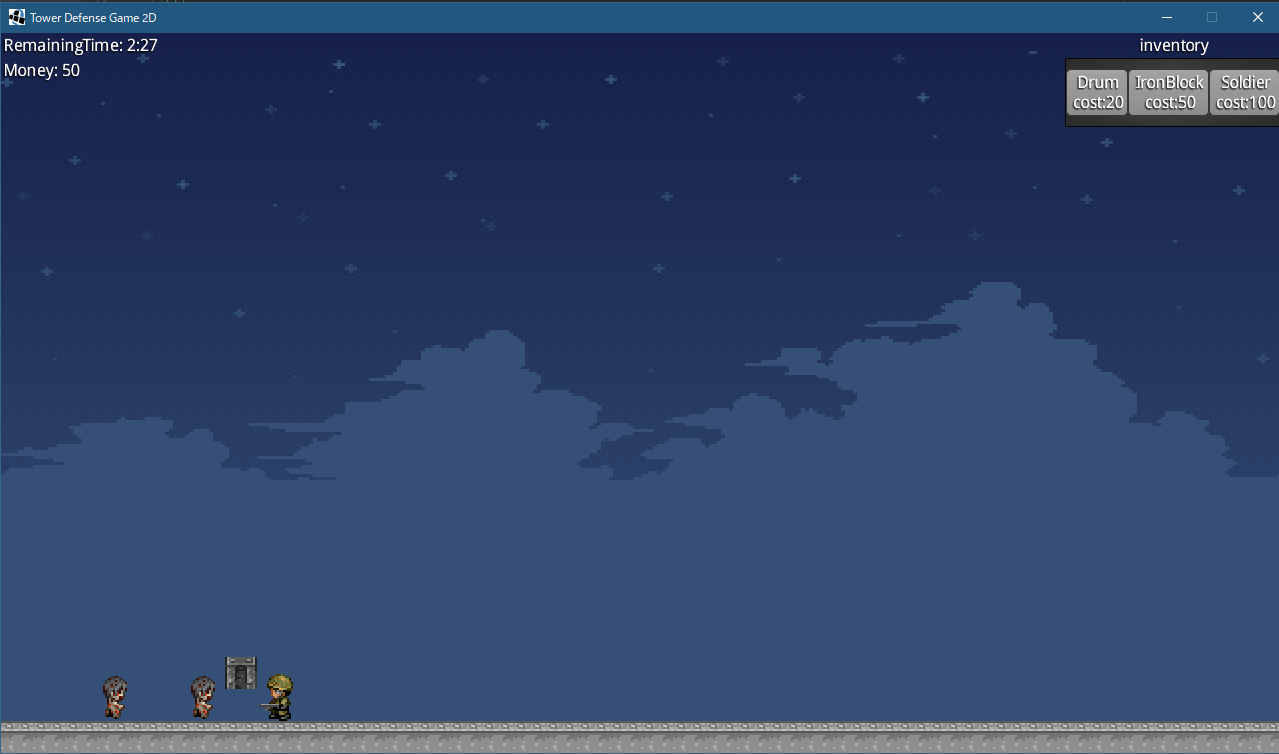 Tower Defense Game 2D
RemainingTime: 2:27
Money: 50
inventory
Drum
cost:20
IronBlock
cost:50
Soldier
cost:100